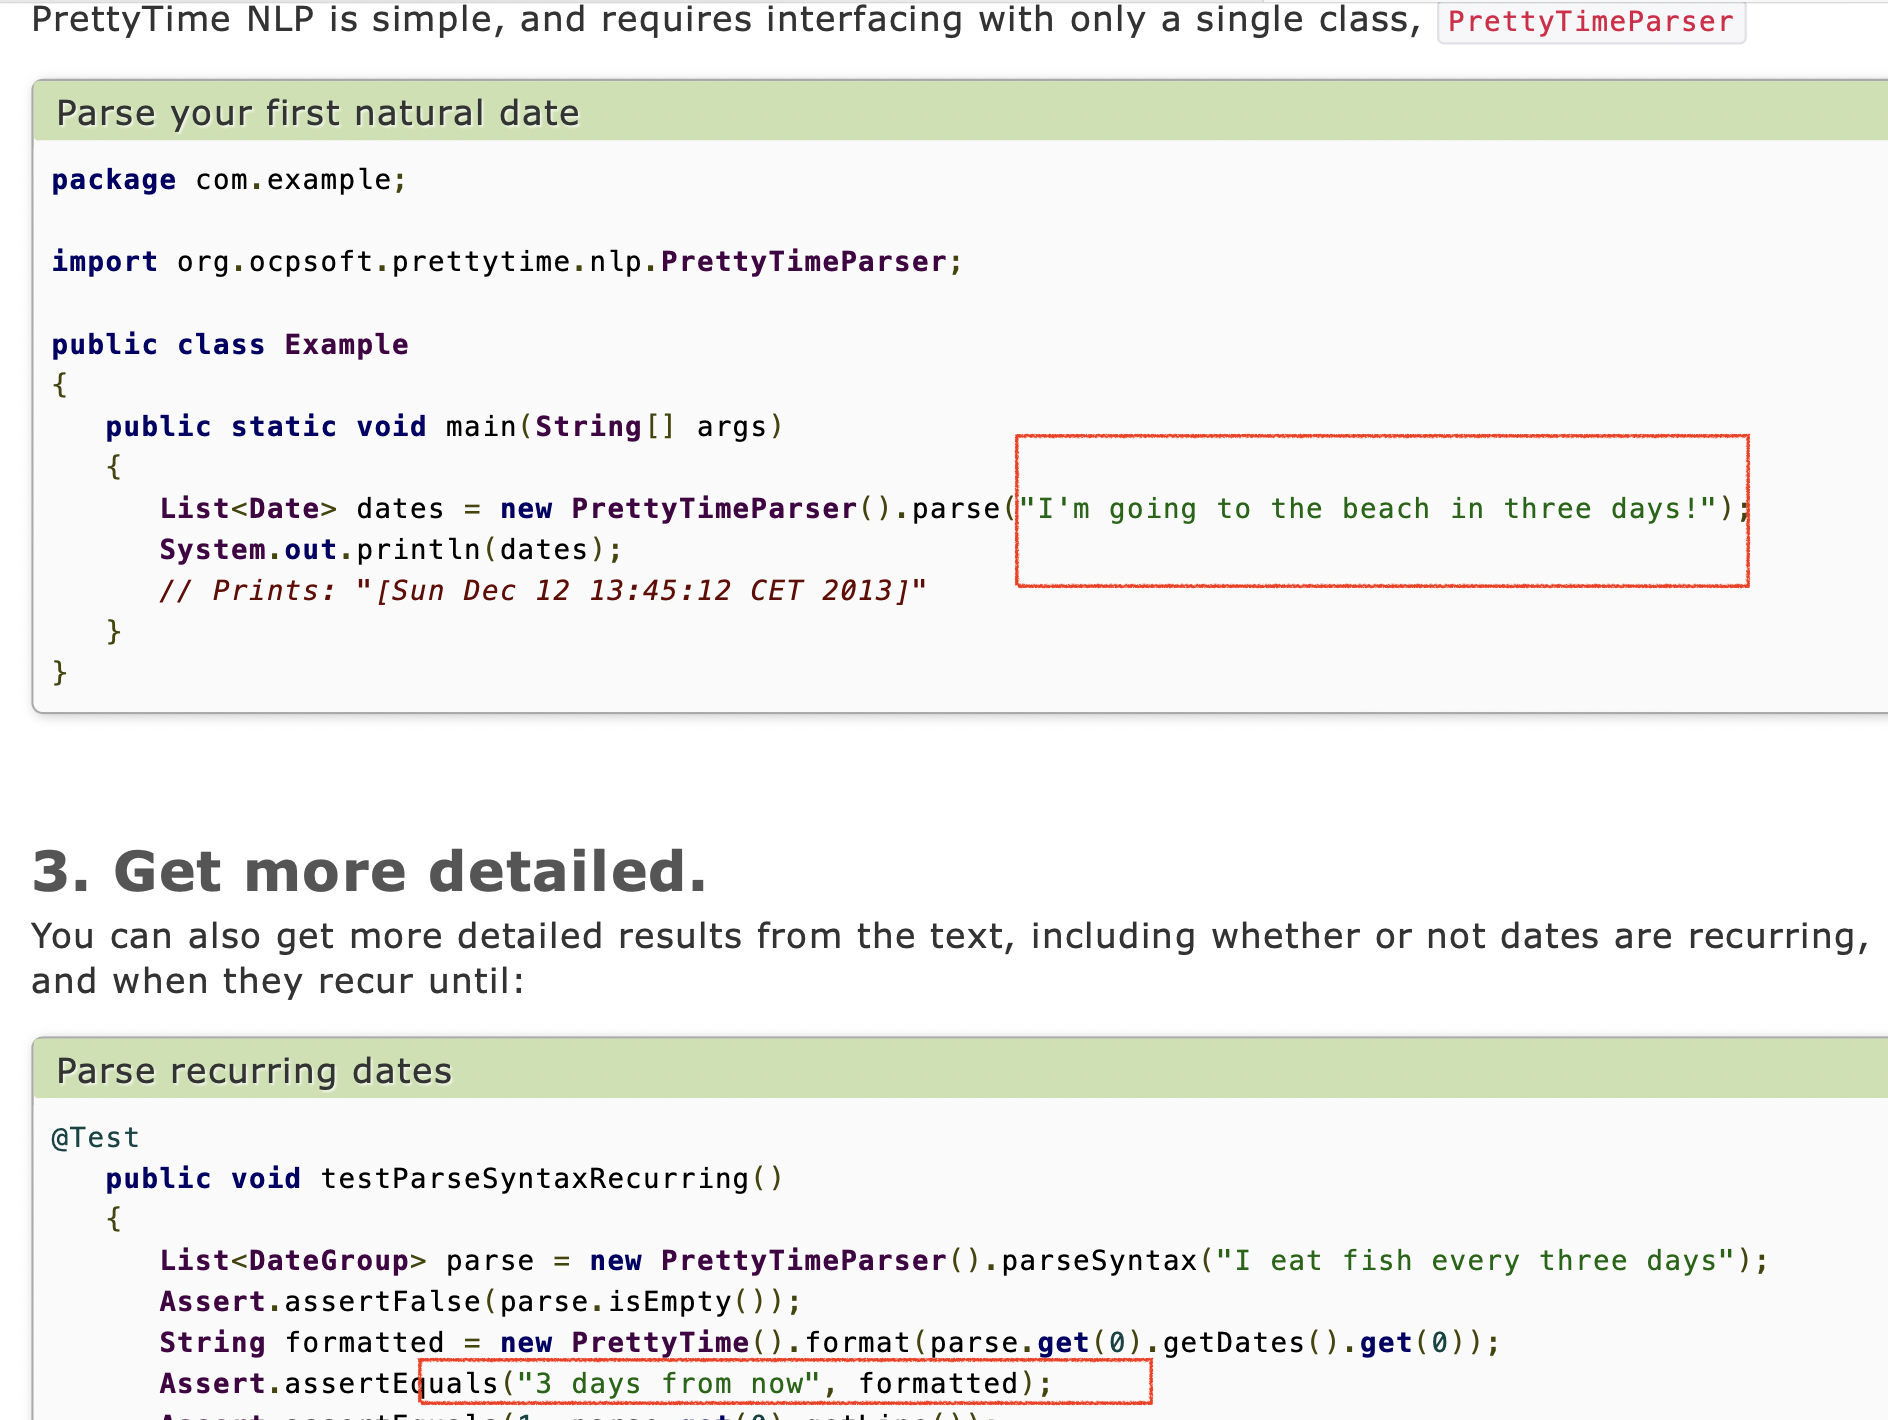 PrettyTime NLP is simple, and requires interfacing with only a single class, PrettyTimeParser
Parse your first natural date
package com.example;
import org.ocpsoft.prettytime.nlp.PrettyTimeParser;
public class Example
{
public static void main(String[] args)
{
List<Date> dates = new PrettyTimeParser().parse("I'm going to the beach in three days!");
System.out.println(dates);
// Prints: "[Sun Dec 12 13:45:12 CET 2013]"
}
}
3. Get more detailed.
You can also get more detailed results from the text, including whether or not dates are recurring,
and when they recur until:
Parse recurring dates
@Test
public void testParseSyntaxRecurring()
{
List<DateGroup> parse = new PrettyTimeParser().parseSyntax("I eat fish every three days");
Assert.assertFalse(parse.isEmpty());
String formatted = new PrettyTime().format(parse.get(0).getDates().get(0));
Assert.assertEquals("3 days from now", formatted);